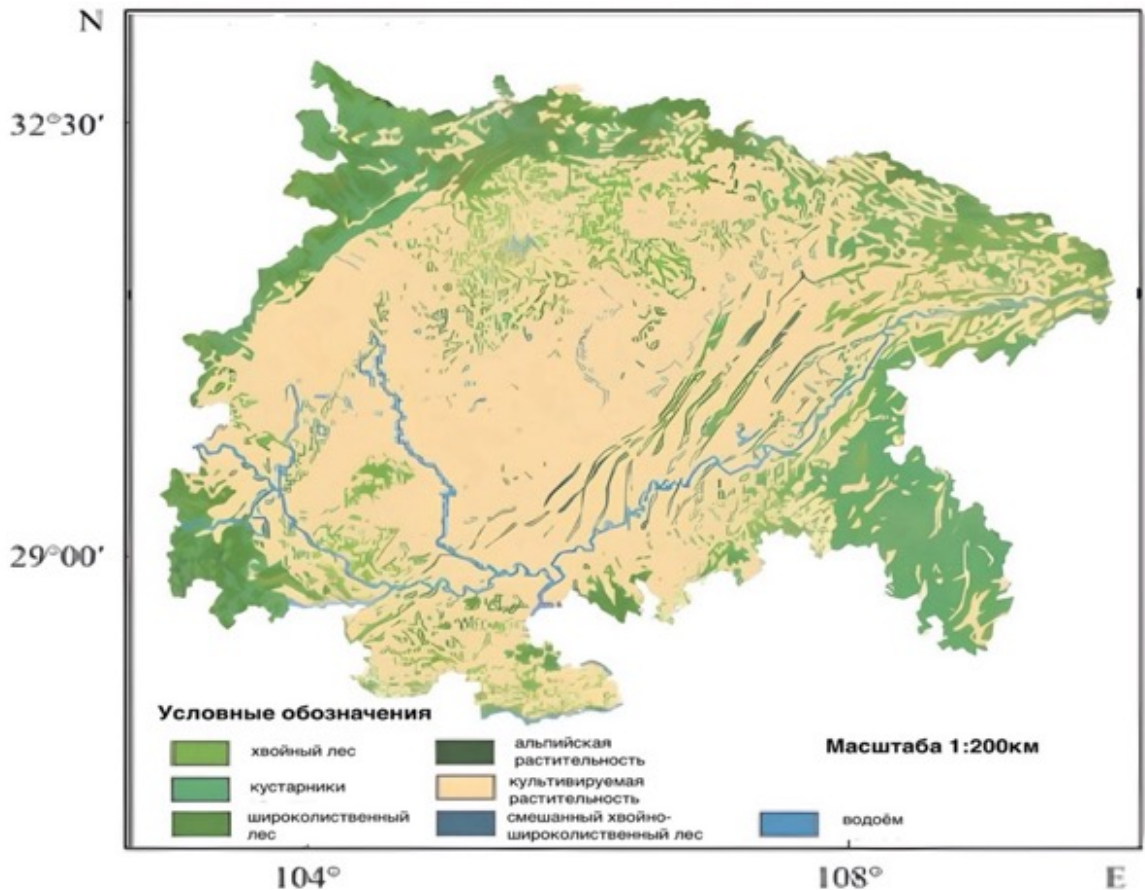 N
32°30′
29°00′
Условные обозначения
хвойный лес
кустарники
широколиственный
лес
альпийская
растительность
культивируемая
растительность
смешанный хвойно-
широколиственный лес
Масштаба 1:200км
водоём
104°
108°
E